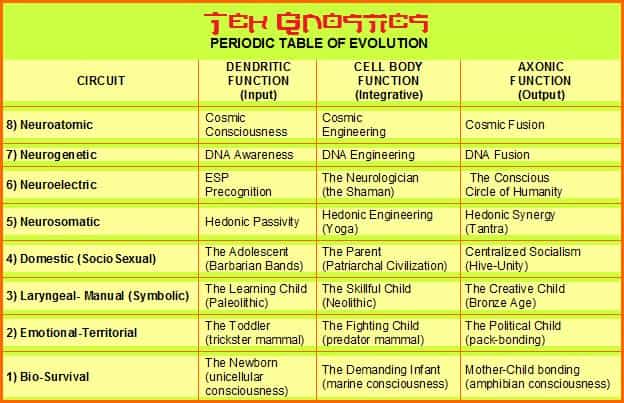 Tek Gnostics
PERIODIC TABLE OF EVOLUTION
CIRCUIT
DENDRITIC
FUNCTION
(Input)
CELL BODY
FUNCTION
(Integrative)
AXONIC
FUNCTION
(Output)
8) Neuroatomic
Cosmic
Consciousness
Cosmic
Engineering
Cosmic Fusion
7) Neurogenetic
DNA Awareness
DNA Engineering
DNA Fusion
6) Neuroelectric
ESP
Precognition
The Neurologician
(the Shaman)
The Conscious
Circle of Humanity
5) Neurosomatic
Hedonic Passivity
Hedonic Engineering
(Yoga)
Hedonic Synergy
(Tantra)
4) Domestic (Socio Sexual)
The Adolescent
(Barbarian Bands)
The Parent
(Patriarchal Civilization)
Centralized Socialism
(Hive-Unity)
3) Laryngeal- Manual (Symbolic)
The Learning Child
(Paleolithic)
The Skillful Child
(Neolithic)
The Creative Child
(Bronze Age)
2) Emotional-Territorial
The Toddler
(trickster mammal)
The Fighting Child
(predator mammal)
The Political Child
(pack-bonding)
1) Bio-Survival
The Newborn
(unicellular
consciousness)
The Demanding Infant
(marine consciousness)
Mother-Child bonding
(amphibian consciousness)